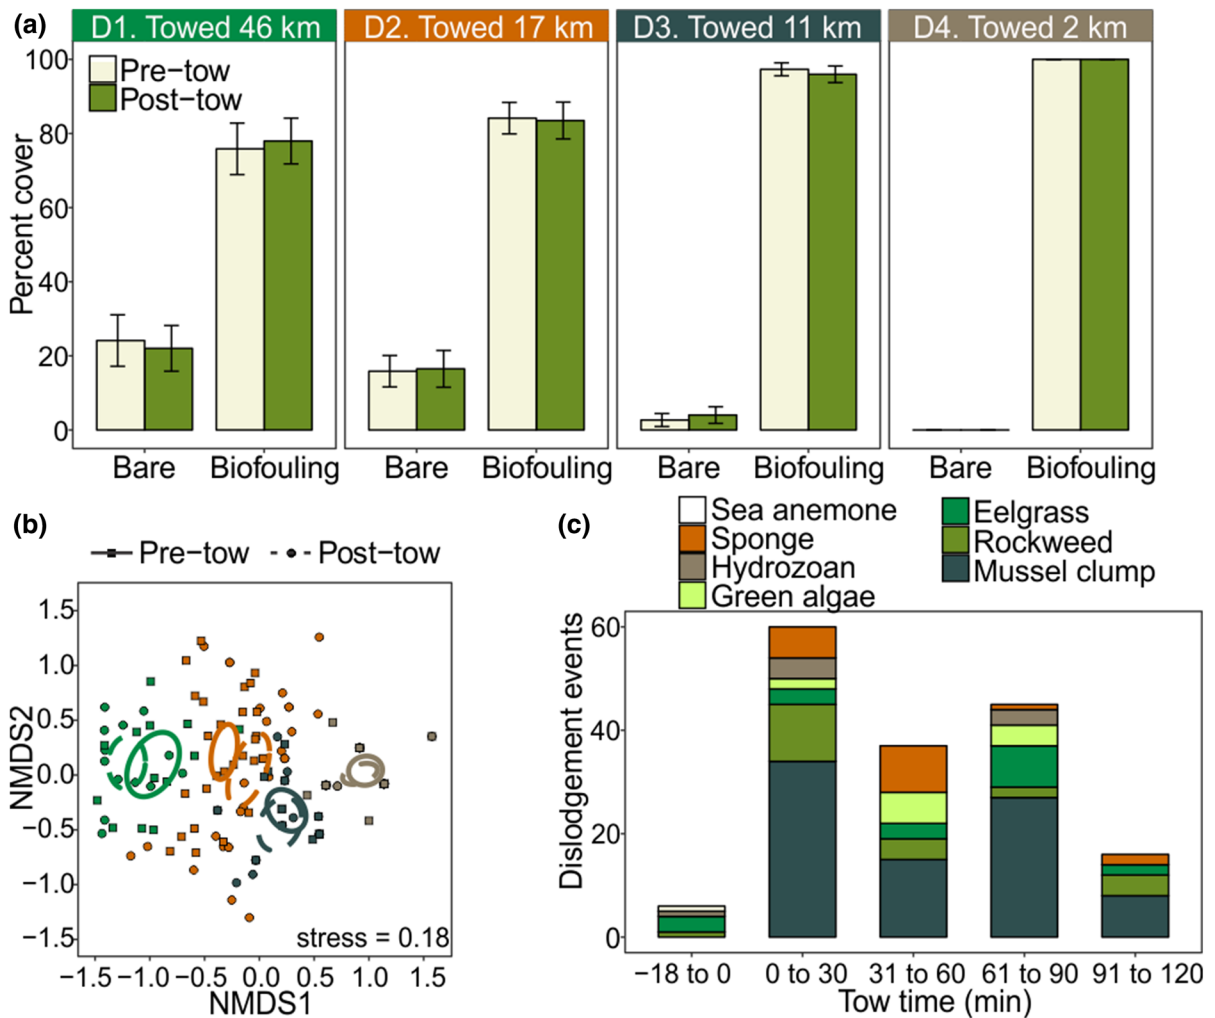 (a)
D1. Towed 46 km
D2. Towed 17 km
D3. Towed 11 km
D4. Towed 2 km
Pre−tow
Post−tow
Percent cover
100
80
60
40
20
0
Bare
Biofouling
Bare
Biofouling
Bare
Biofouling
Bare
Biofouling
(b)
Pre−tow
Post−tow
NMDS2
1.5
1.0
0.5
0.0
−0.5
−1.0
−1.5
stress = 0.18
−1.5 −1.0 −0.5 0.0 0.5 1.0 1.5
NMDS1
(c)
Sea anemone
Sponge
Hydrozoan
Green algae
Eelgrass
Rockweed
Mussel clump
Dislodgement events
60
40
20
0
−18 to 0
0 to 30
31 to 60
61 to 90
91 to 120
Tow time (min)